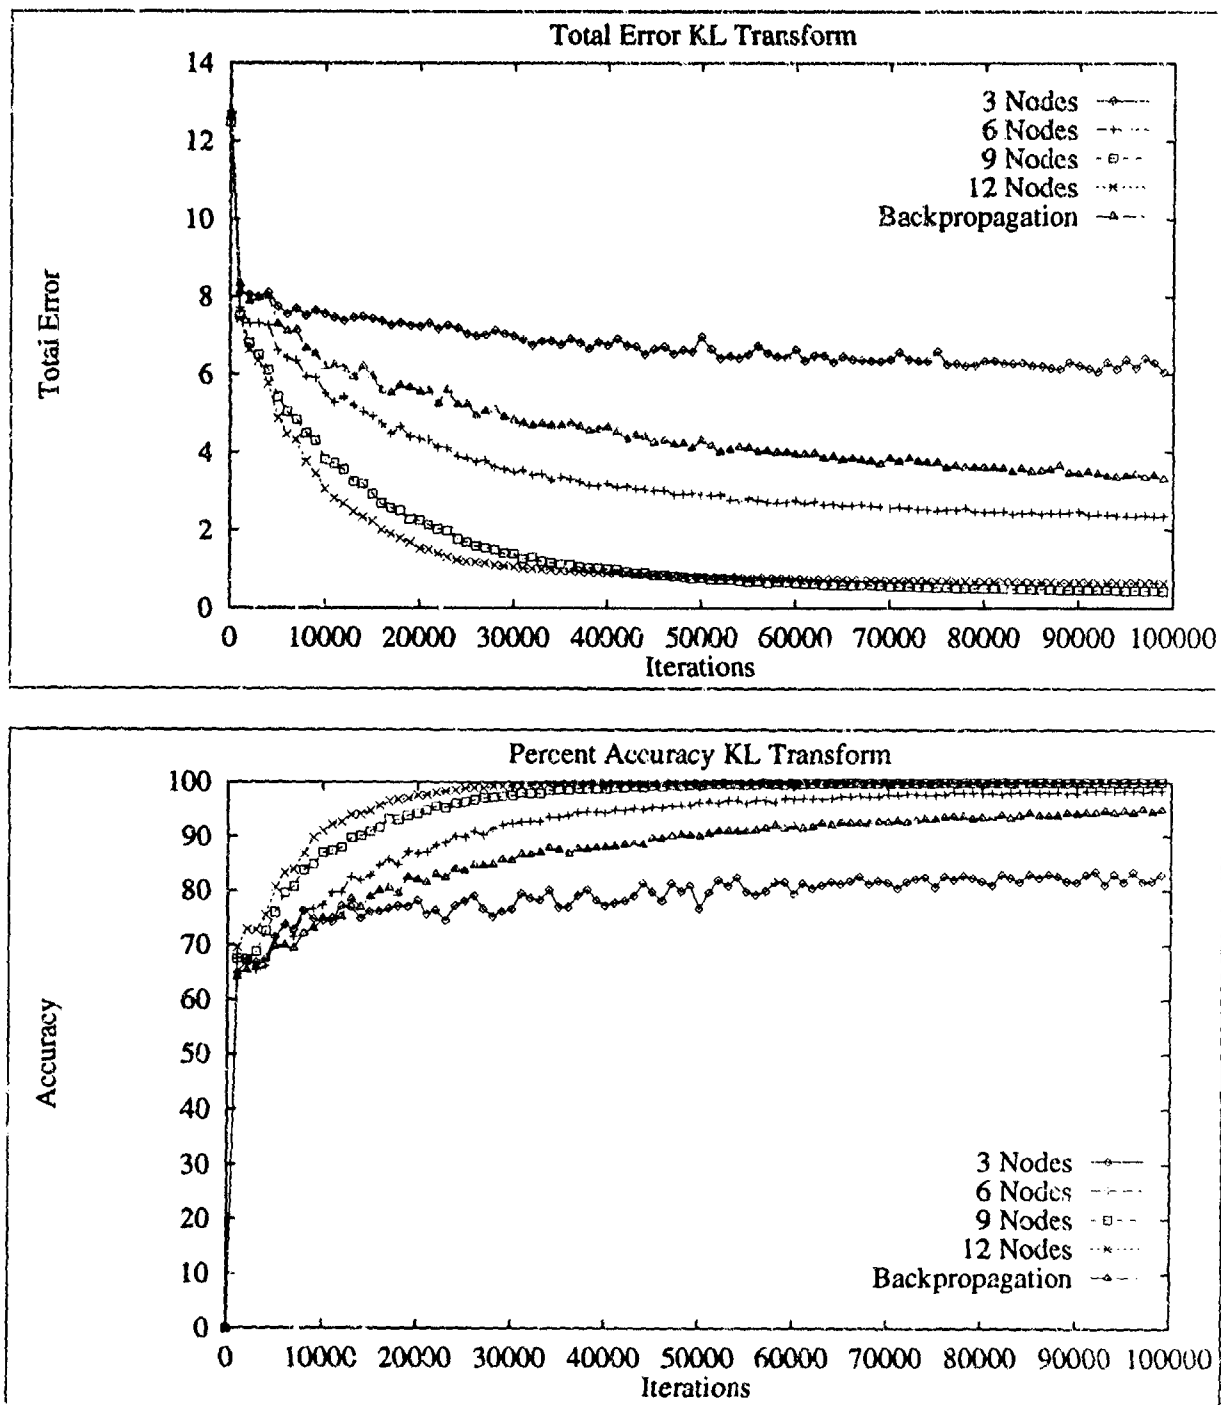 Total Error KL Transform
14
12
10
8
6
4
2
0
Total Error
3 Nodes
6 Nodes
9 Nodes
12 Nodes
Backpropagation
0 10000 20000 30000 40000 50000 60000 70000 80000 90000 100000
Iterations
Percent Accuracy KL Transform
100
90
80
70
60
50
40
30
20
10
0
Accuracy
3 Nodes
6 Nodes
9 Nodes
12 Nodes
Backpropagation
0 10000 20000 30000 40000 50000 60000 70000 80000 90000 100000
Iterations